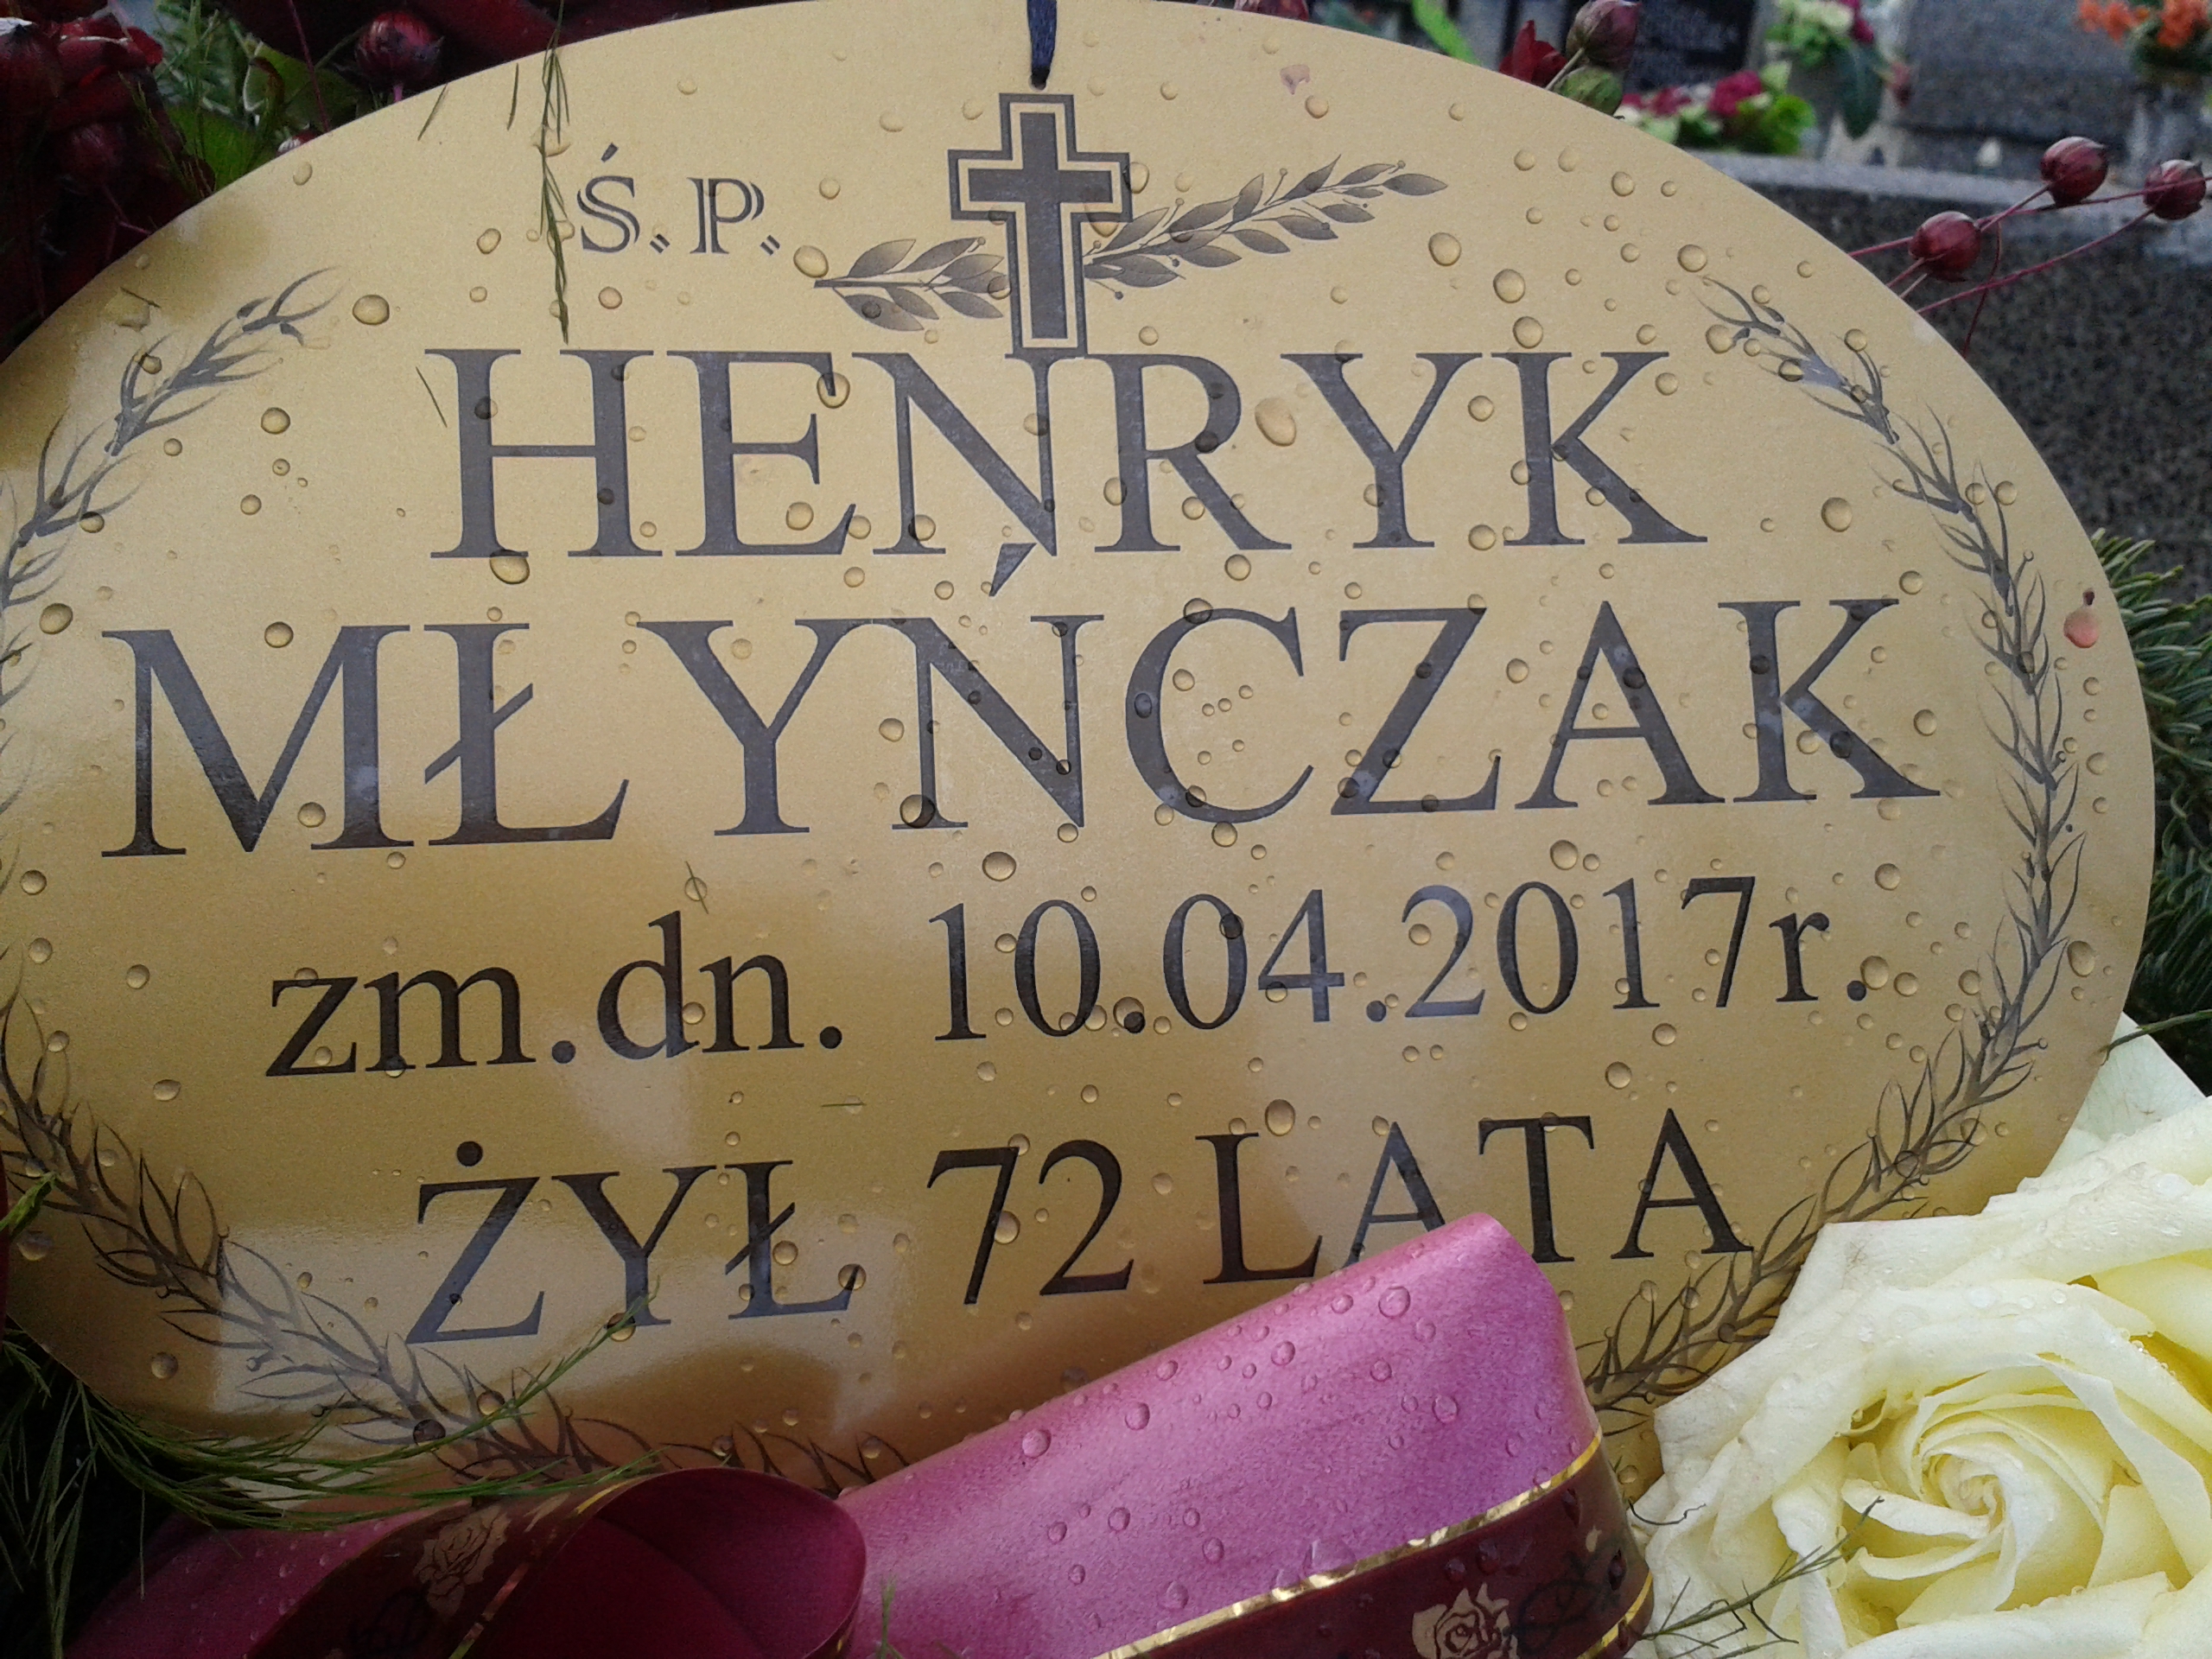 Ś. P.
HENRYK
MŁYŃCZAK
zm.dn. 10.04.2017r.
ŻYŁ 72 LATA